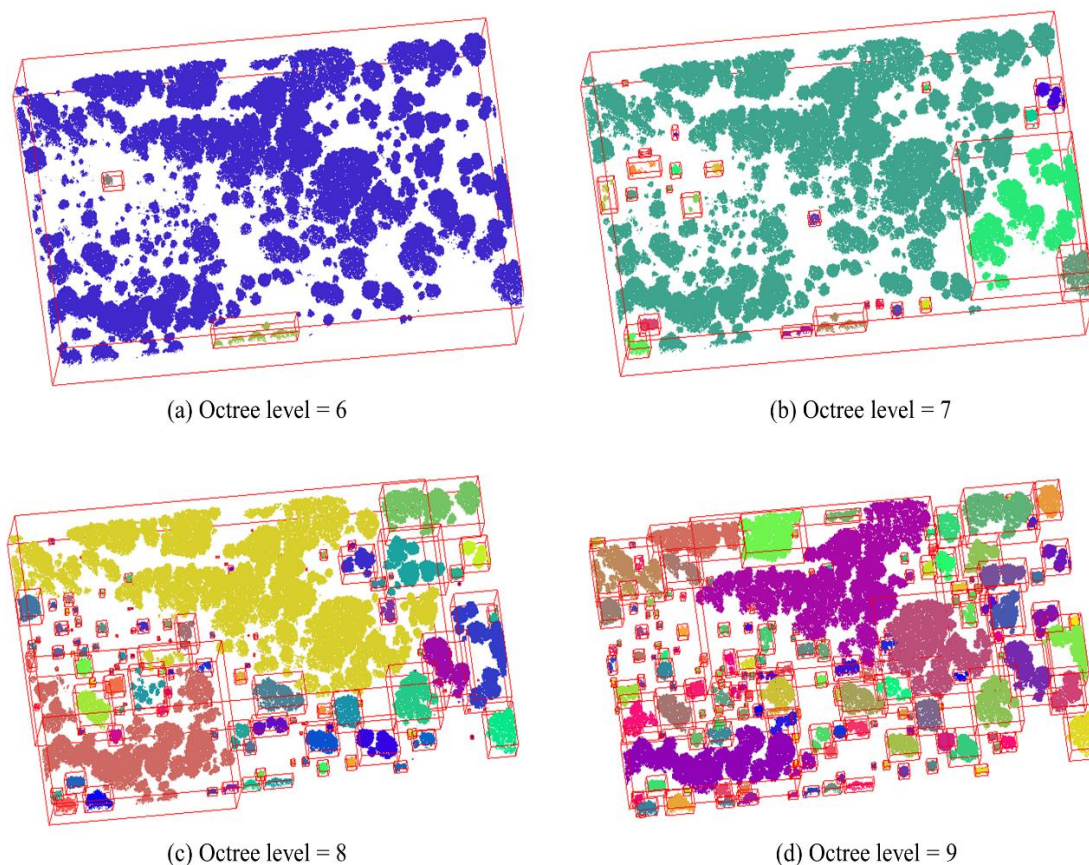 (a) Octree level = 6
(b) Octree level = 7
(c) Octree level = 8
(d) Octree level = 9